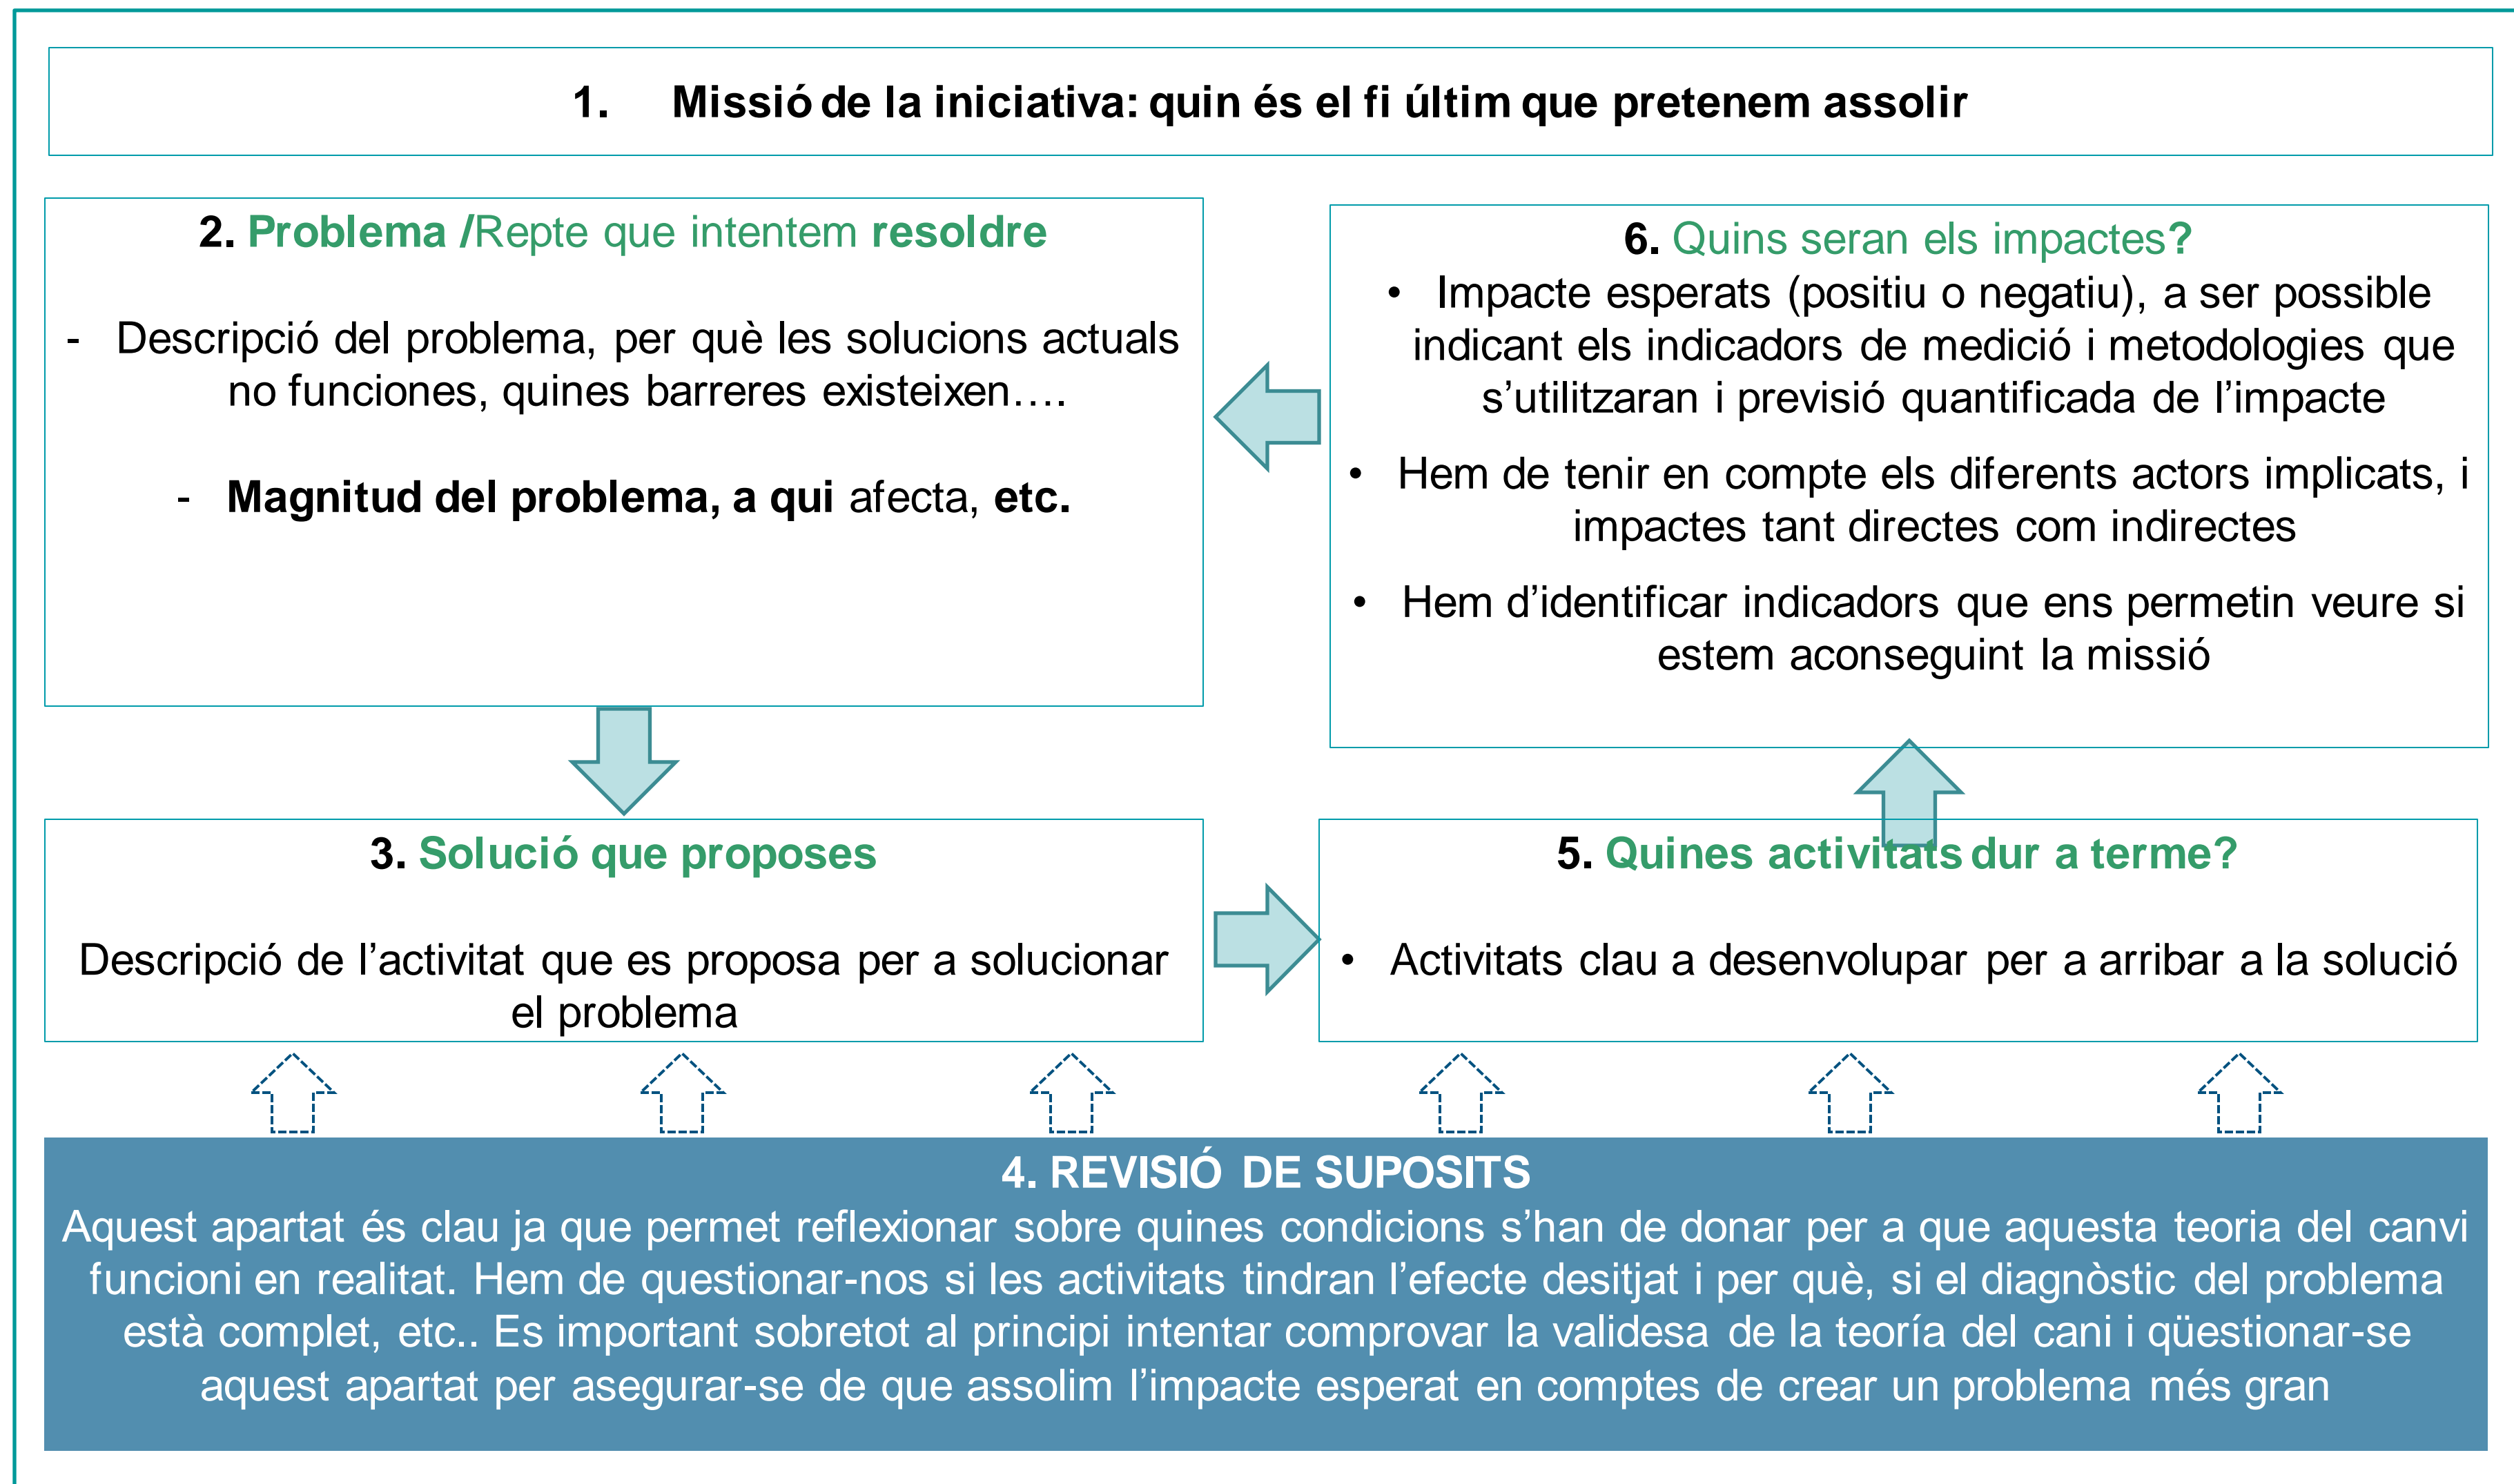 1. Missió de la iniciativa: quin és el fi últim que pretenem assolir
2. Problema /Repte que intentem resoldre
- Descripció del problema, per què les solucions actuals
no funciones, quines barreres existeixen….
- Magnitud del problema, a qui afecta, etc.
3. Solució que proposes
Descripció de l’activitat que es proposa per a solucionar
el problema
4. REVISIÓ DE SUPOSITS
Aquest apartat és clau ja que permet reflexionar sobre quines condicions s’han de donar per a que aquesta teoria del canvi
funcioni en realitat. Hem de questionar-nos si les activitats tindran l’efecte desitjat i per què, si el diagnòstic del problema
està complet, etc.. Es important sobretot al principi intentar comprovar la validesa de la teoría del cani i qüestionar-se
aquest apartat per asegurar-se de que assolim l’impacte esperat en comptes de crear un problema més gran
5. Quines activitats dur a terme?
• Activitats clau a desenvolupar per a arribar a la solució
6. Quins seran els impactes?
• Impacte esperats (positiu o negatiu), a ser possible
indicant els indicadors de medició i metodologies que
s’utilitzaran i previsió quantificada de l’impacte
• Hem de tenir en compte els diferents actors implicats, i
impactes tant directes com indirectes
• Hem d’identificar indicadors que ens permetin veure si
estem aconseguint la missió